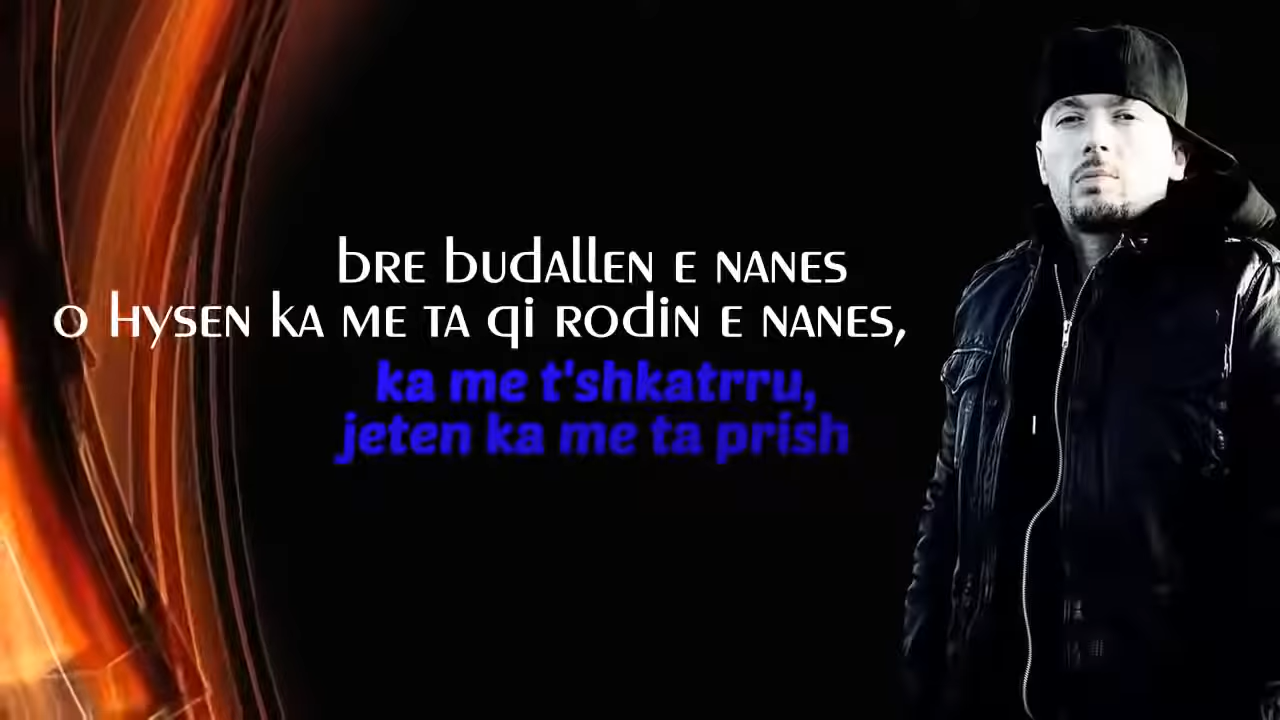 bre budallen e nanes
o hysen ka me ta qi rodin e nanes,
ka me t'shkatrru,
jeten ka me ta prish